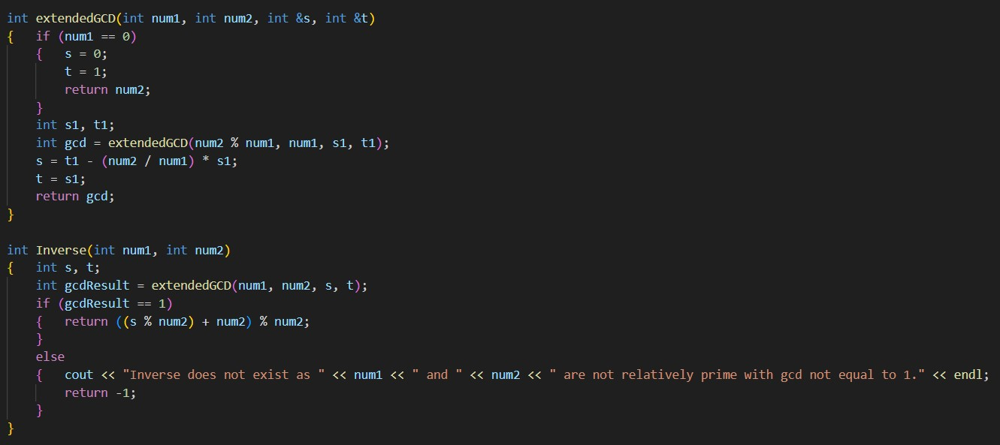 int extendedGCD(int num1, int num2, int &s, int &t)
{   if (num1 == 0)
    {   s = 0;
        t = 1;
        return num2;
    }
    int s1, t1;
    int gcd = extendedGCD(num2 % num1, num1, s1, t1);
    s = t1 - (num2 / num1) * s1;
    t = s1;
    return gcd;
}

int Inverse(int num1, int num2)
{   int s, t;
    int gcdResult = extendedGCD(num1, num2, s, t);
    if (gcdResult == 1)
    {   return ((s % num2) + num2) % num2;
    }
    else
    {   cout << "Inverse does not exist as " << num1 << " and " << num2 << " are not relatively prime with gcd not equal to 1." << endl;
        return -1;
    }
}